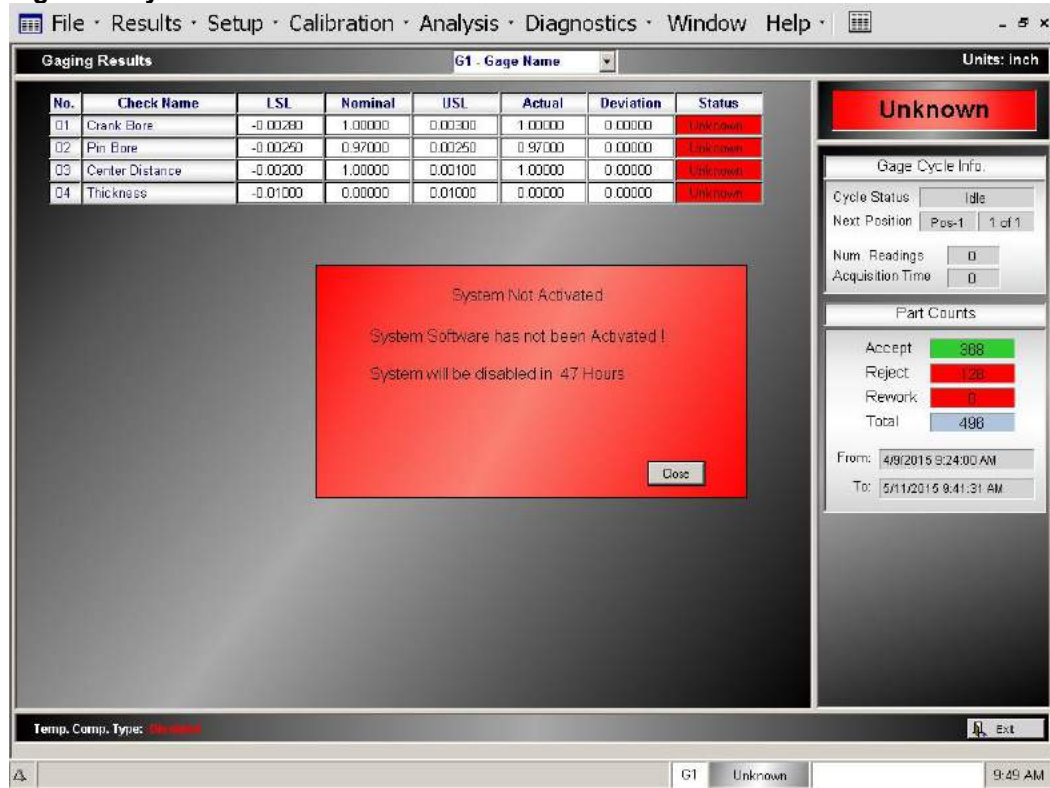 File · Results · Setup · Calibration · Analysis · Diagnostics · Window Help ·
Gaging Results G1 - Gage Name Units: Inch
No. Check Name LSL Nominal USL Actual Deviation Status
01 Crank Bore 1.00000 0.00300 1.00000 0.00000 Unknown
02 Pin Bore -0.00250 0.97000 0.00250 0.97000 0.00000 Unknown
03 Center Distance -0.00200 1.00000 0.00100 1.00000 0.00000 Unknown
04 Thickness -0.01000 0.00000 0.01000 0.00000 0.00000 Unknown
Unknown
Gage Cycle Info.
Cycle Status Idle
Next Position Pos-1 1 of 1
Num. Readings 0
Acquisition Time 0
Part Counts
Accept 368
Reject 128
Rework 0
Total 496
From: 4/9/2015 9:24:00 AM
To: 5/11/2015 9:41:31 AM
System Not Activated
System Software has not been Activated !
System will be disabled in 47 Hours
Close
Temp. Comp. Type: Disabled Exit
G1 Unknown 9:49 AM